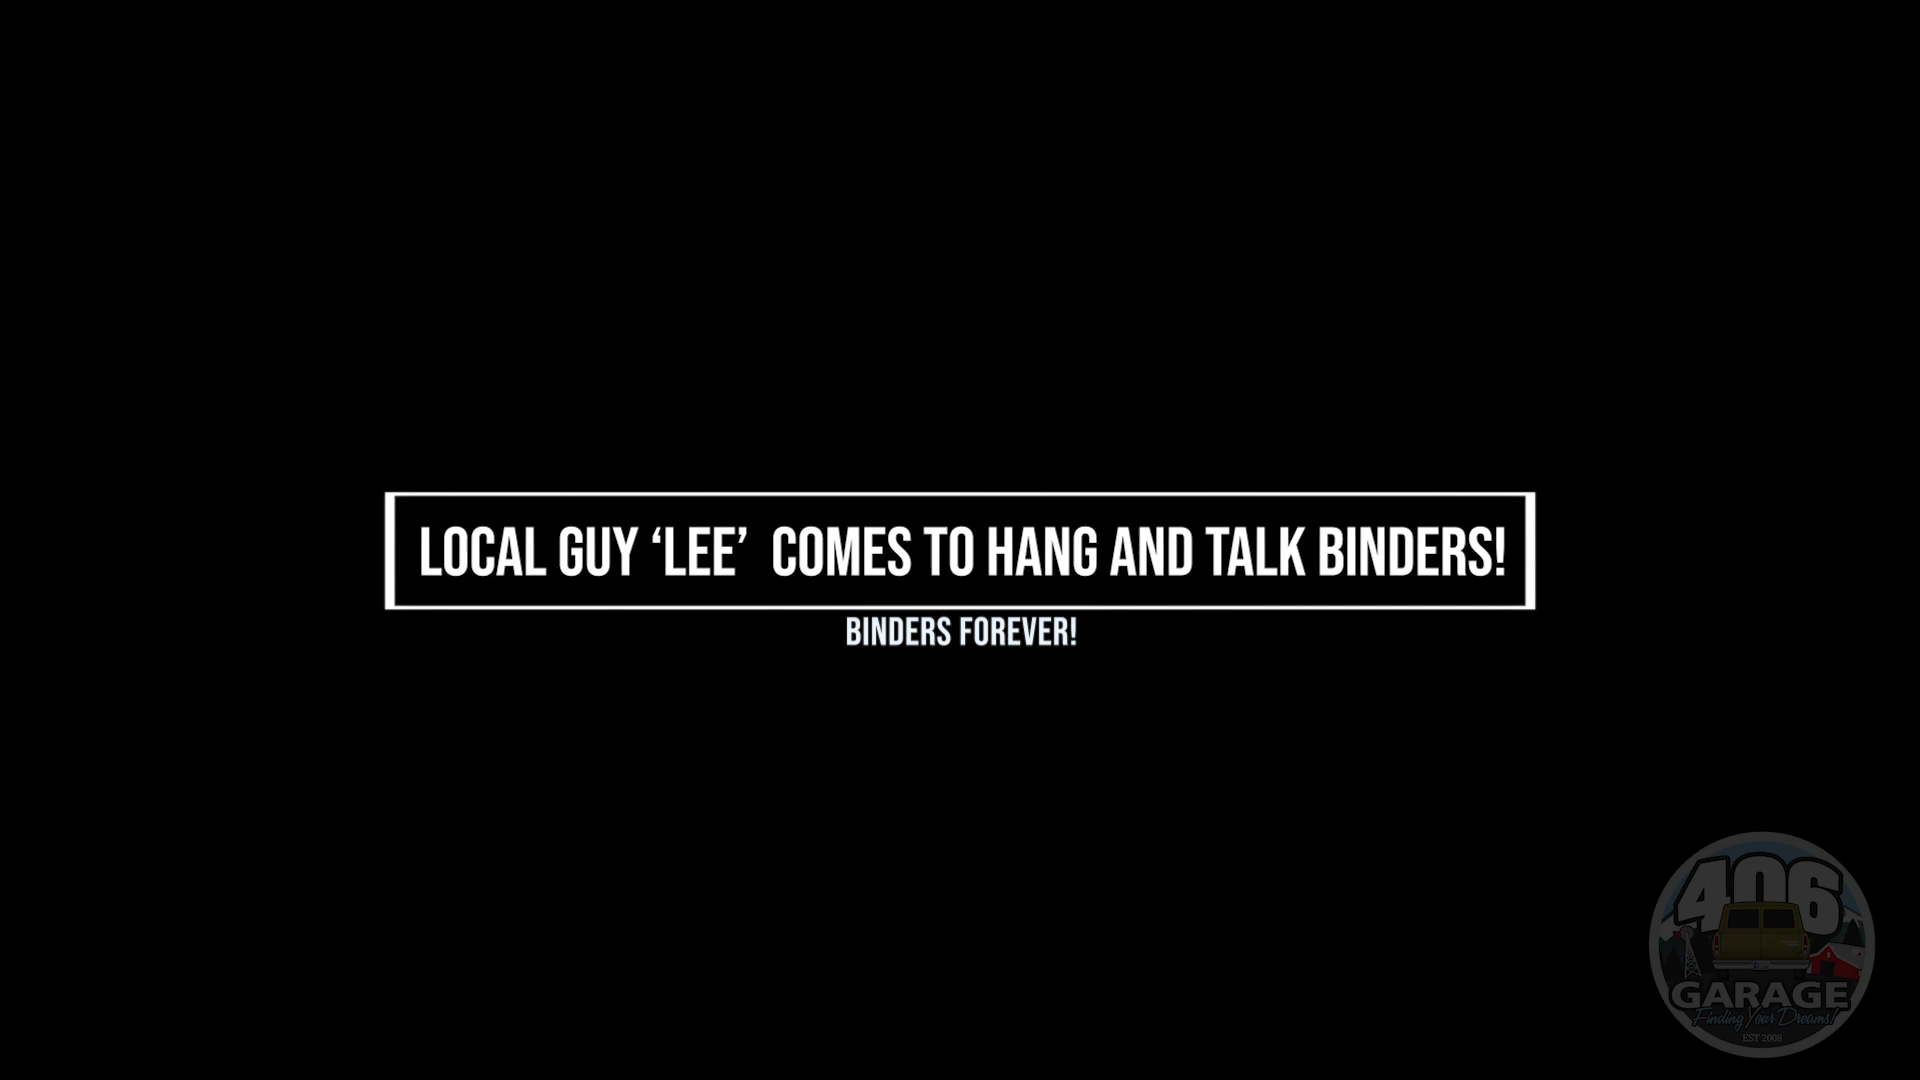 LOCAL GUY ‘LEE’  COMES TO HANG AND TALK BINDERS!
BINDERS FOREVER!
406
GARAGE
Finding Your Dreams!
EST 2008